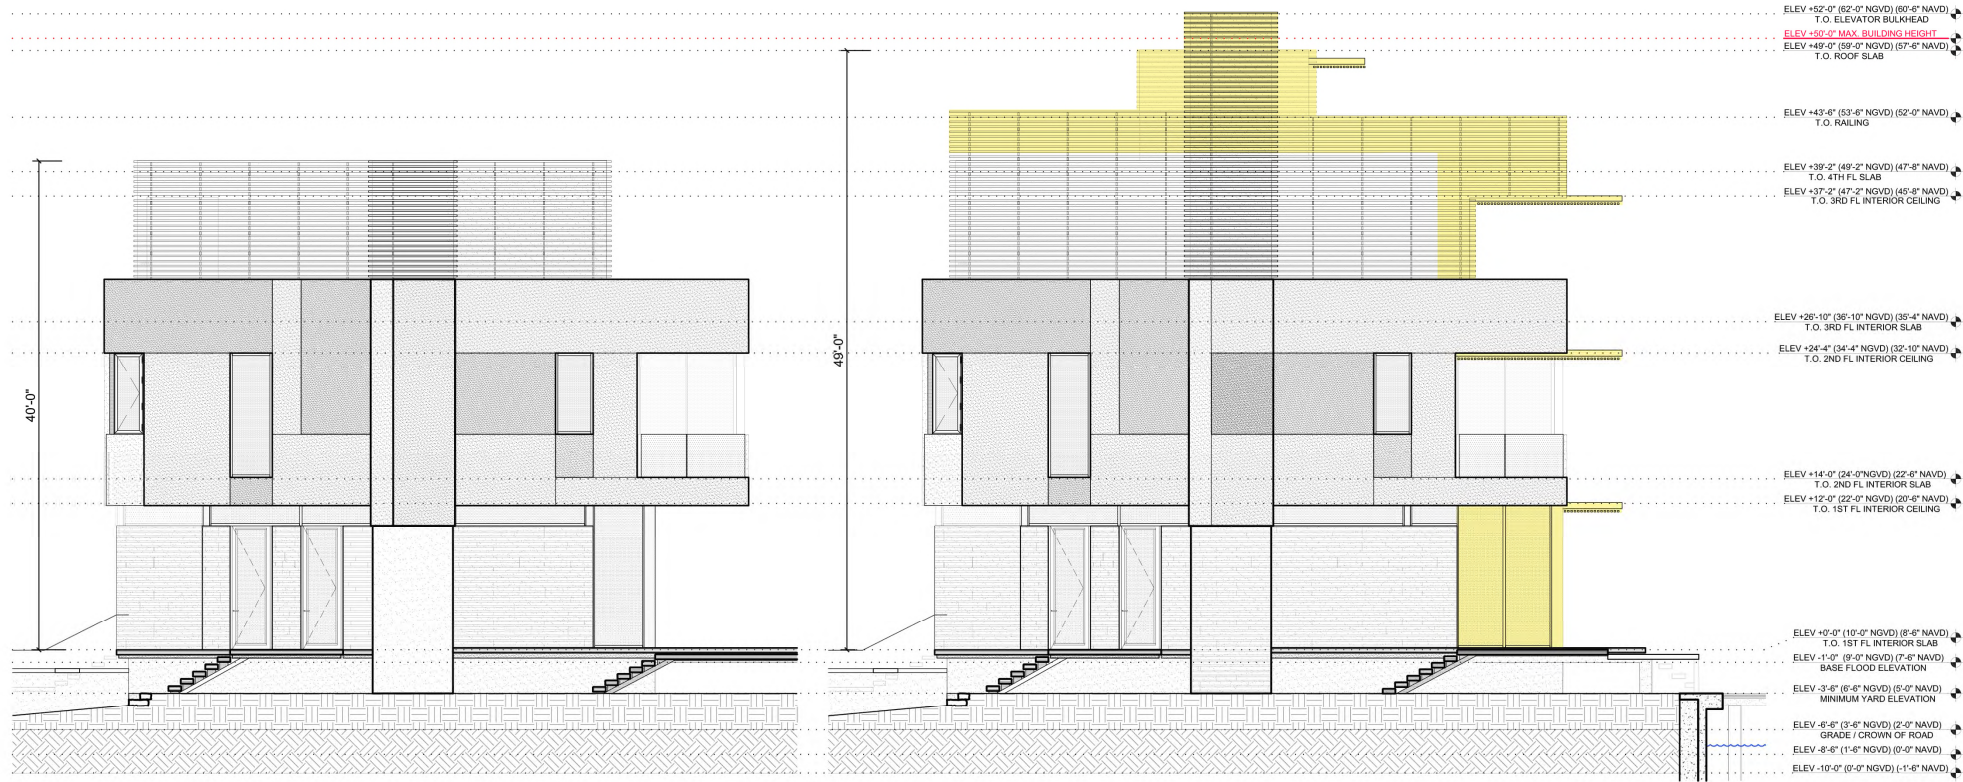 ELEV +52'-0" (62'-0" NGVD) (60'-6" NAVD)
T.O. ELEVATOR BULKHEAD
ELEV +50'-0" MAX. BUILDING HEIGHT
ELEV +49'-0" (59'-0" NGVD) (57'-6" NAVD)
T.O. ROOF SLAB
ELEV +43'-6" (53'-6" NGVD) (52'-0" NAVD)
T.O. RAILING
ELEV +39'-2" (49'-2" NGVD) (47'-8" NAVD)
T.O. 4TH FL SLAB
ELEV +37'-2" (47'-2" NGVD) (45'-8" NAVD)
T.O. 3RD FL INTERIOR CEILING
ELEV +26'-10" (36'-10" NGVD) (35'-4" NAVD)
T.O. 3RD FL INTERIOR SLAB
49'-0"
ELEV +24'-4" (34'-4" NGVD) (32'-10" NAVD)
T.O. 2ND FL INTERIOR CEILING
40'-0"
ELEV +14'-0" (24'-0"NGVD) (22'-6" NAVD)
T.O. 2ND FL INTERIOR SLAB
ELEV +12'-0" (22'-0" NGVD) (20'-6" NAVD)
T.O. 1ST FL INTERIOR CEILING
ELEV +0'-0" (10'-0" NGVD) (8'-6" NAVD)
T.O. 1ST FL INTERIOR SLAB
ELEV -1'-0" (9'-0" NGVD) (7'-6" NAVD)
BASE FLOOD ELEVATION
ELEV -3'-6" (6'-6" NGVD) (5'-0" NAVD)
MINIMUM YARD ELEVATION
ELEV -6'-6" (3'-6" NGVD) (2'-0" NAVD)
GRADE / CROWN OF ROAD
ELEV -8'-6" (1'-6" NGVD) (0'-0" NAVD)
ELEV -10'-0" (0'-0" NGVD) (-1'-6" NAVD)